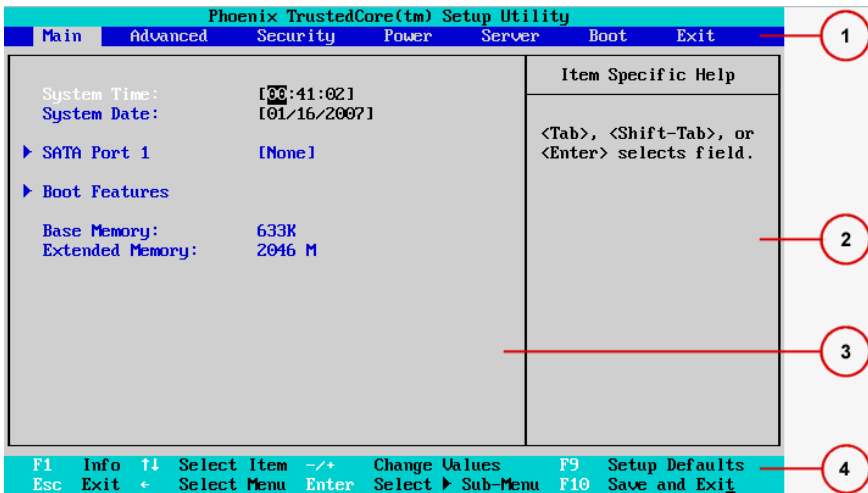 Phoenix TrustedCore(tm) Setup Utility
Main Advanced Security Power Server Boot Exit
1
Item Specific Help
System Time: [00:41:02]
System Date: [01/16/2007]
<Tab>, <Shift-Tab>, or
<Enter> selects field.
SATA Port 1 [None]
Boot Features
Base Memory: 633K
2
Extended Memory: 2046 M
3
F1 Info ↑↓ Select Item -/+ Change Values F9 Setup Defaults
4
Esc Exit ← Select Menu Enter Select ▶ Sub-Menu F10 Save and Exit